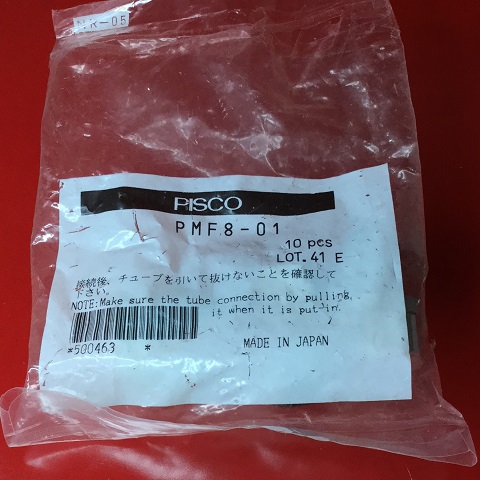 NR-05
PISCO
PMF8-01
10 pcs
LOT.41 E
接続後、チューブを引いて抜けないことを確認して
下さい。
NOTE:Make sure the tube connection by pulling
it when it is put in.
*500463 *
MADE IN JAPAN